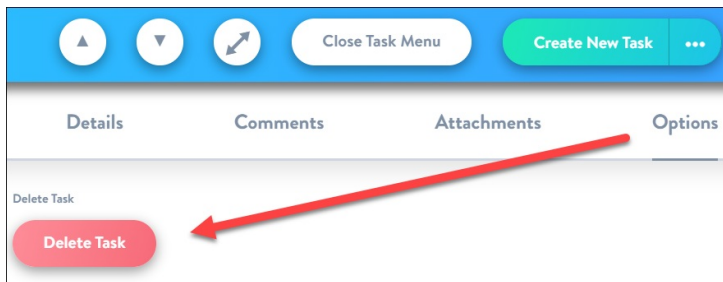 Close Task Menu
Create New Task
Details
Comments
Attachments
Options
Delete Task
Delete Task